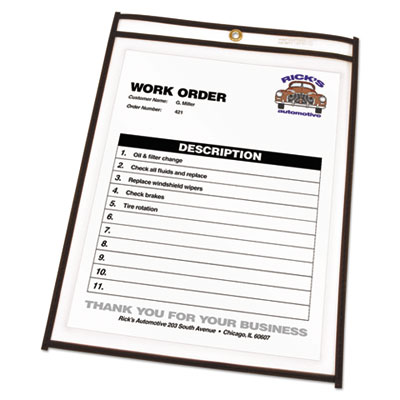 RICK'S
automotive
WORK ORDER
Customer Name: G. Miller
Order Number: 421
DESCRIPTION
1. Oil & filter change
2. Check all fluids and replace
3. Replace windshield wipers
4. Check brakes
5. Tire rotation
6.
7.
8.
9.
10.
11.
THANK YOU FOR YOUR BUSINESS
Rick's Automotive 203 South Avenue • Chicago, IL 60607